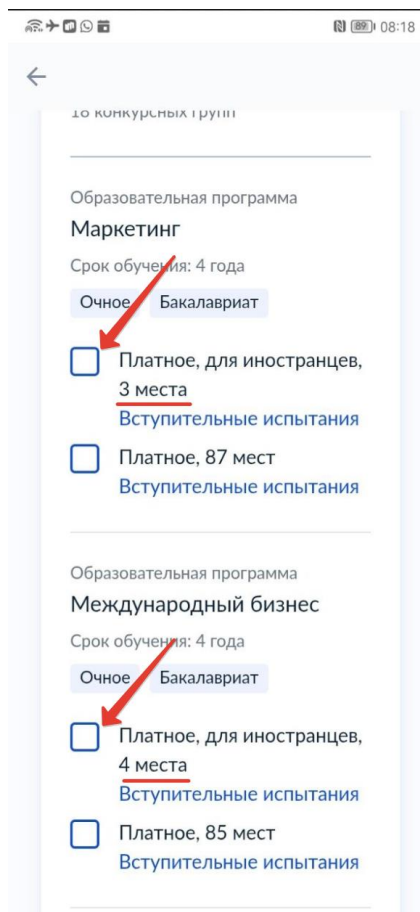 89 08:18
18 конкурсных групп
Образовательная программа
Маркетинг
Срок обучения: 4 года
Очное Бакалавриат
Платное, для иностранцев,
3 места
Вступительные испытания
Платное, 87 мест
Вступительные испытания
Образовательная программа
Международный бизнес
Срок обучения: 4 года
Очное Бакалавриат
Платное, для иностранцев,
4 места
Вступительные испытания
Платное, 85 мест
Вступительные испытания